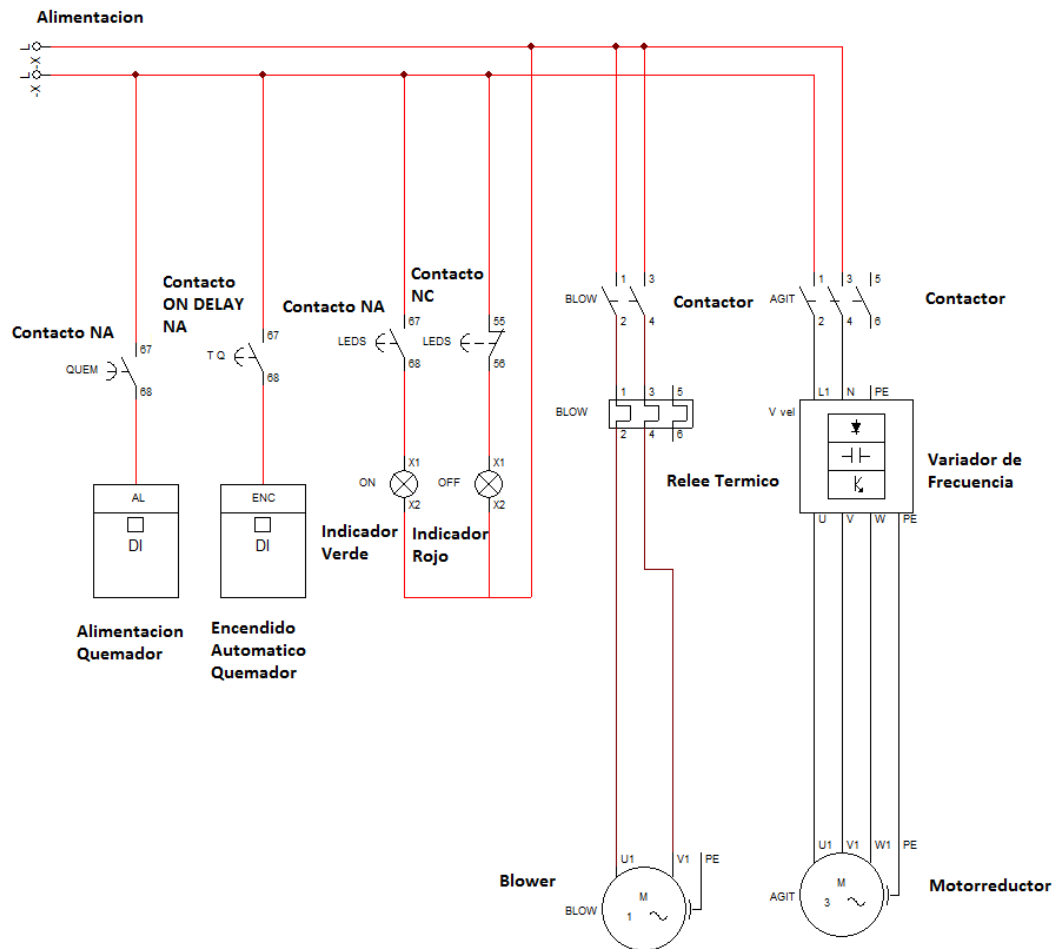 Alimentacion
L
-X
L
-X
Contacto NA
QUEM
67
68
AL
DI
Alimentacion
Quemador
Contacto
ON DELAY
NA
T Q
67
68
ENC
DI
Encendido
Automatico
Quemador
Contacto NA
LEDS
67
68
ON
X1
X2
Indicador
Verde
Contacto
NC
LEDS
55
56
OFF
X1
X2
Indicador
Rojo
BLOW
1 3
2 4
Contactor
BLOW
1 3 5
2 4 6
Relee Termico
Blower
BLOW
U1 V1 PE
M
1
AGIT
1 3 5
2 4 6
Contactor
V vel
L1 N PE
U V W PE
Variador de
Frecuencia
AGIT
U1 V1 W1 PE
M
3
Motorreductor